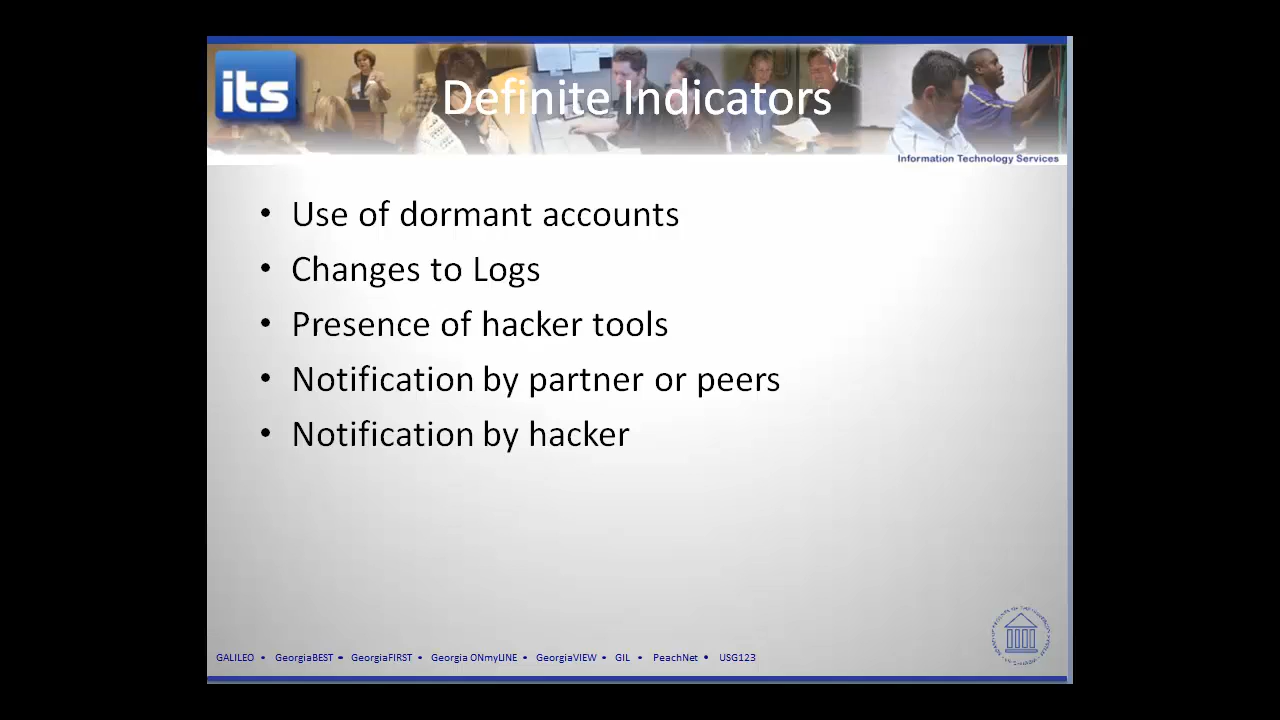 its
Definite Indicators
Information Technology Services
• Use of dormant accounts
• Changes to Logs
• Presence of hacker tools
• Notification by partner or peers
• Notification by hacker
GALILEO • GeorgiaBEST • GeorgiaFIRST • Georgia ONmyLINE • GeorgiaVIEW • GIL • PeachNet • USG123